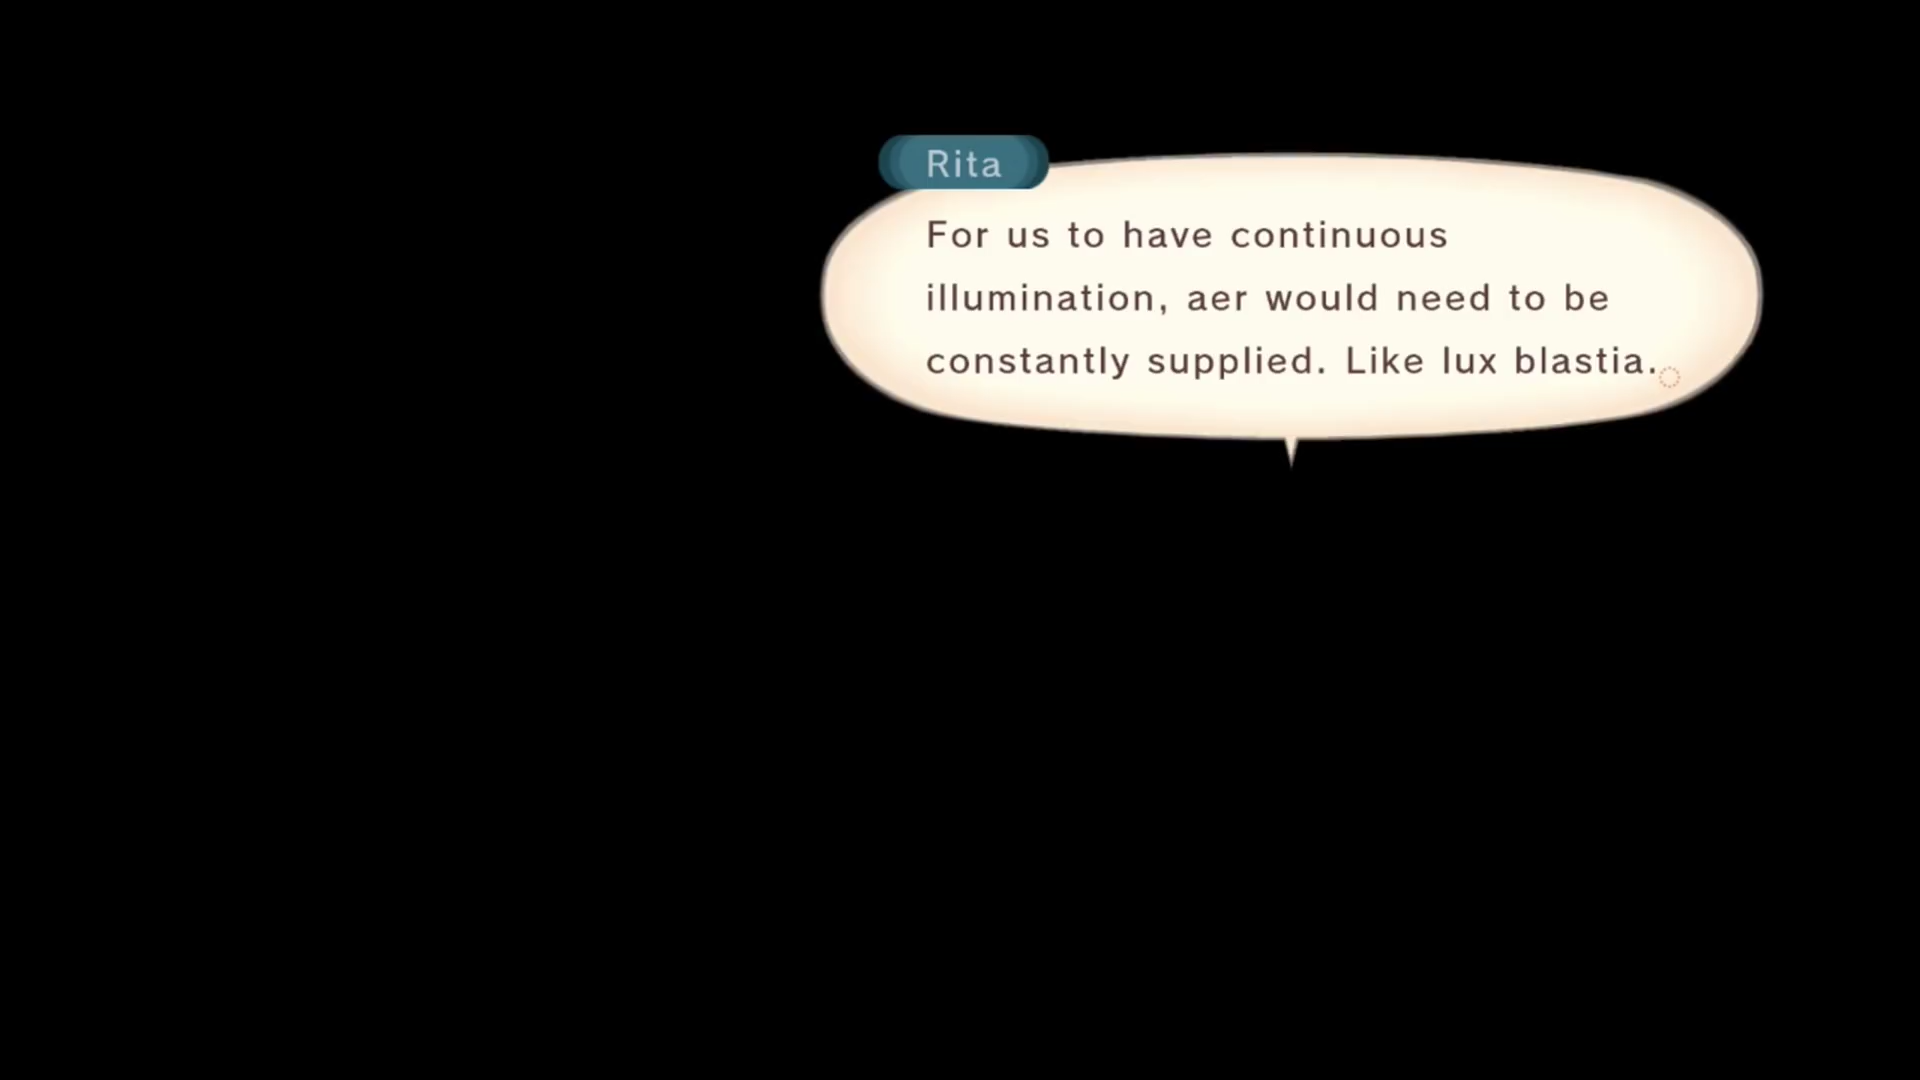 Rita
For us to have continuous
illumination, aer would need to be
constantly supplied. Like lux blastia.